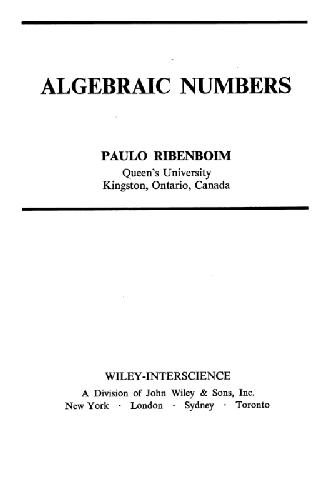 ALGEBRAIC NUMBERS
PAULO RIBENBOIM
Queen's University
Kingston, Ontario, Canada
WILEY-INTERSCIENCE
A Division of John Wiley & Sons, Inc.
New York · London · Sydney · Toronto